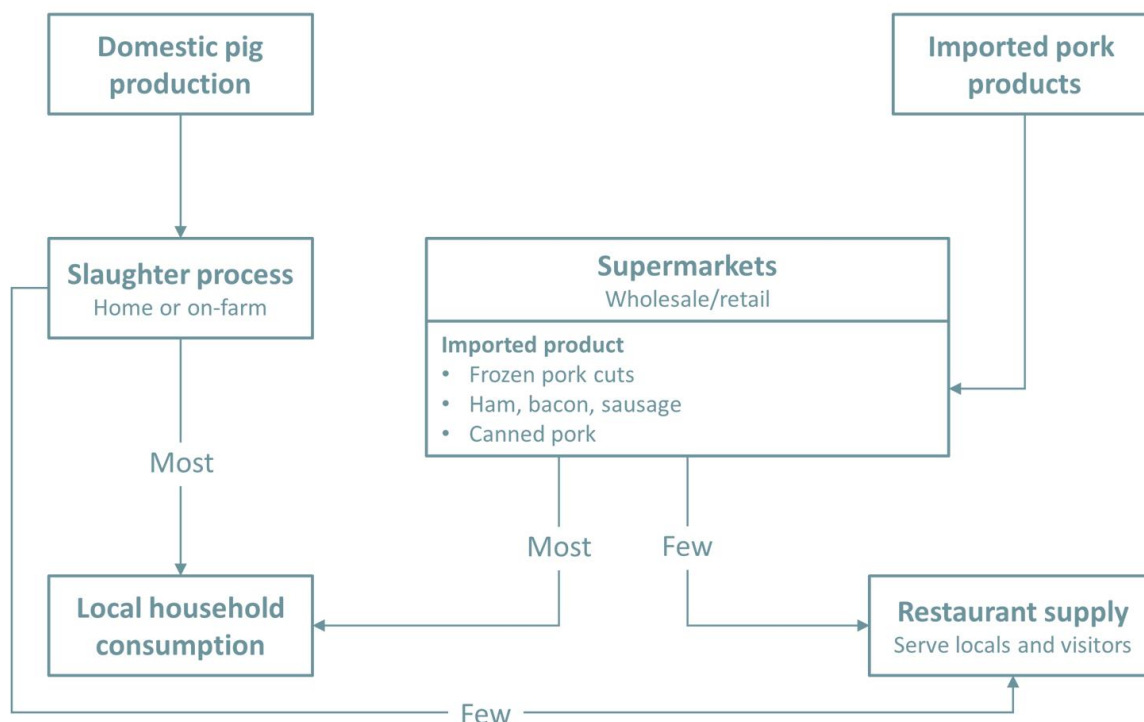 Domestic pig
production
Imported pork
products
Slaughter process
Home or on-farm
Supermarkets
Wholesale/retail
Imported product
• Frozen pork cuts
• Ham, bacon, sausage
• Canned pork
Most
Most
Few
Local household
consumption
Restaurant supply
Serve locals and visitors
Few